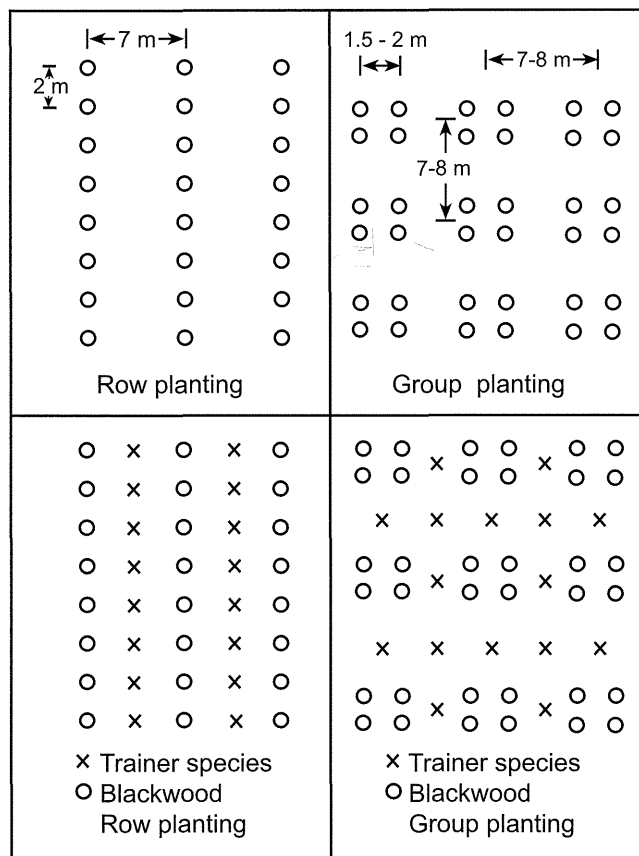 7 m
2 m
Row planting
1.5 - 2 m
7-8 m
7-8 m
Group planting
× Trainer species
O Blackwood
Row planting
× Trainer species
O Blackwood
Group planting